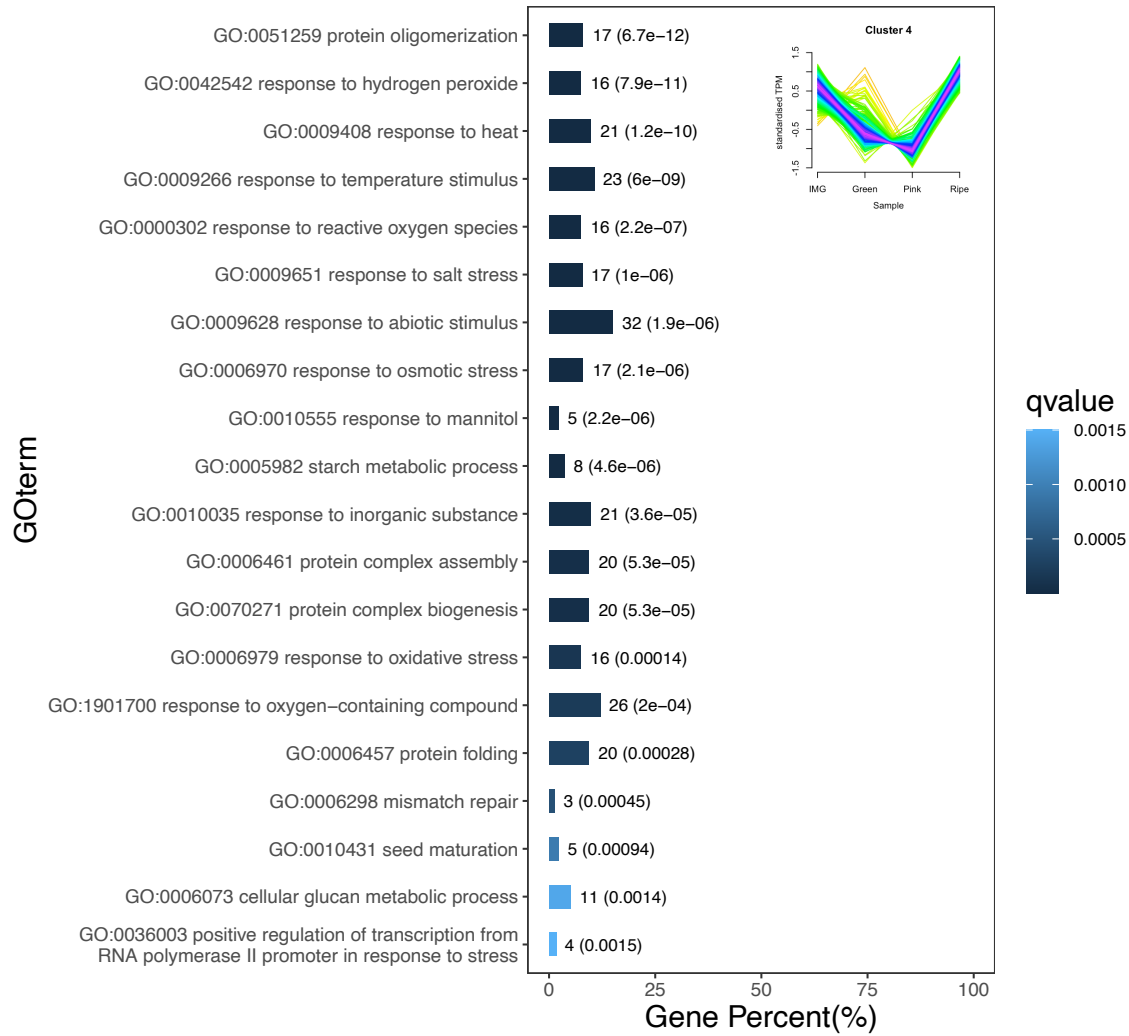 GO:0051259 protein oligomerization
17 (6.7e−12)
GO:0042542 response to hydrogen peroxide
16 (7.9e−11)
GO:0009408 response to heat
21 (1.2e−10)
GO:0009266 response to temperature stimulus
23 (6e−09)
GO:0000302 response to reactive oxygen species
16 (2.2e−07)
GO:0009651 response to salt stress
17 (1e−06)
GO:0009628 response to abiotic stimulus
32 (1.9e−06)
GO:0006970 response to osmotic stress
17 (2.1e−06)
GO:0010555 response to mannitol
5 (2.2e−06)
GO:0005982 starch metabolic process
8 (4.6e−06)
GO:0010035 response to inorganic substance
21 (3.6e−05)
GO:0006461 protein complex assembly
20 (5.3e−05)
GO:0070271 protein complex biogenesis
20 (5.3e−05)
GO:0006979 response to oxidative stress
16 (0.00014)
GO:1901700 response to oxygen−containing compound
26 (2e−04)
GO:0006457 protein folding
20 (0.00028)
GO:0006298 mismatch repair
3 (0.00045)
GO:0010431 seed maturation
5 (0.00094)
GO:0006073 cellular glucan metabolic process
11 (0.0014)
GO:0036003 positive regulation of transcription from
RNA polymerase II promoter in response to stress
4 (0.0015)
0 25 50 75 100
Gene Percent(%)
GOterm
Cluster 4
standardised TPM
1.5
0.5
-0.5
-1.5
IMG Green Pink Ripe
Sample
qvalue
0.0015
0.0010
0.0005